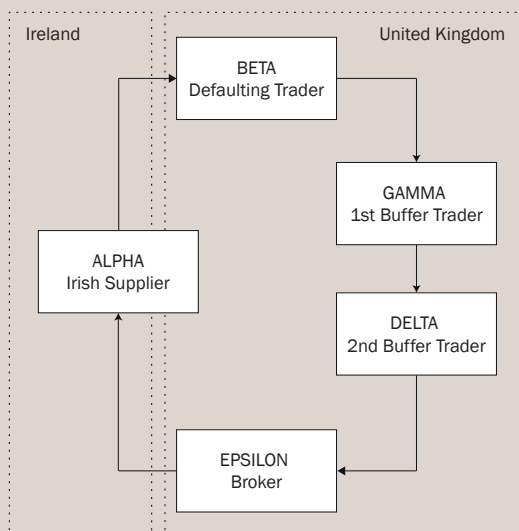 Ireland
United Kingdom
BETA
Defaulting Trader
GAMMA
1st Buffer Trader
ALPHA
Irish Supplier
DELTA
2nd Buffer Trader
EPSILON
Broker